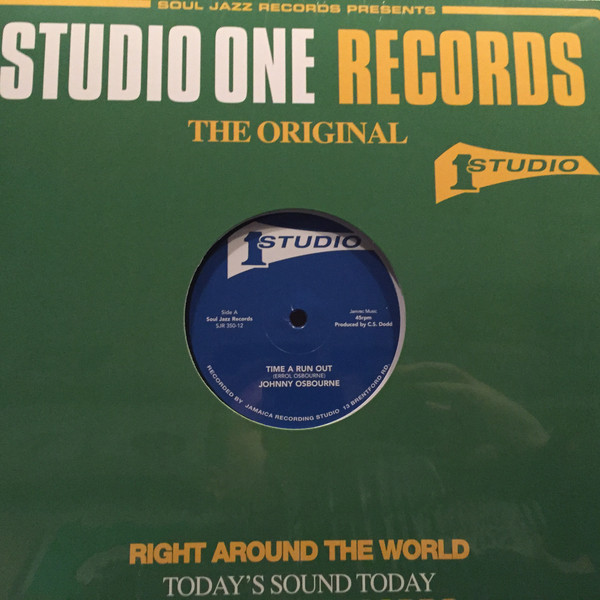 SOUL JAZZ RECORDS PRESENTS
STUDIO ONE RECORDS
THE ORIGINAL
1 STUDIO
1 STUDIO
Side A
Soul Jazz Records
SJR 350-12
Jamrec Music
45rpm
Produced by C.S. Dodd
TIME A RUN OUT
(ERROL OSBOURNE)
JOHNNY OSBOURNE
RECORDED BY JAMAICA RECORDING STUDIO 13 BRENTFORD RD.
RIGHT AROUND THE WORLD
TODAY'S SOUND TODAY